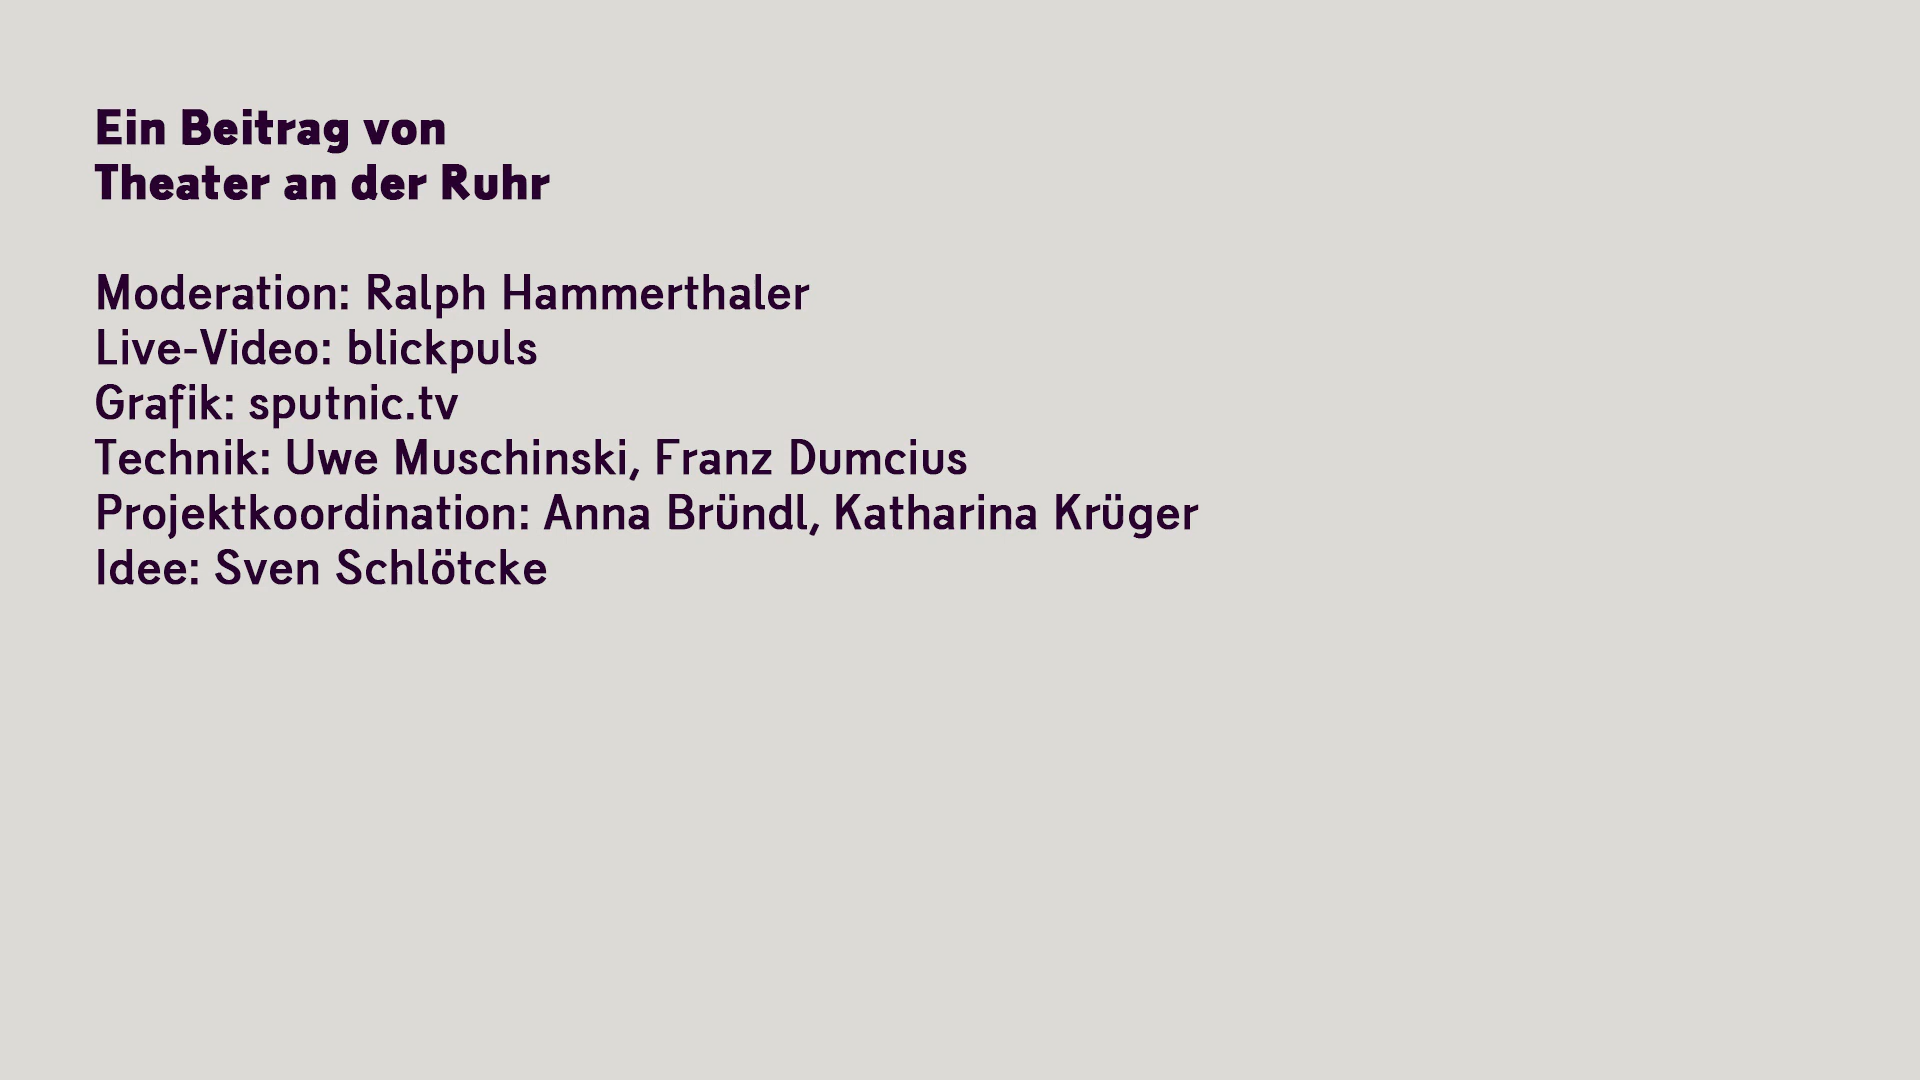 Ein Beitrag von
Theater an der Ruhr
Moderation: Ralph Hammerthaler
Live-Video: blickpuls
Grafik: sputnic.tv
Technik: Uwe Muschinski, Franz Dumcius
Projektkoordination: Anna Bründl, Katharina Krüger
Idee: Sven Schlötcke